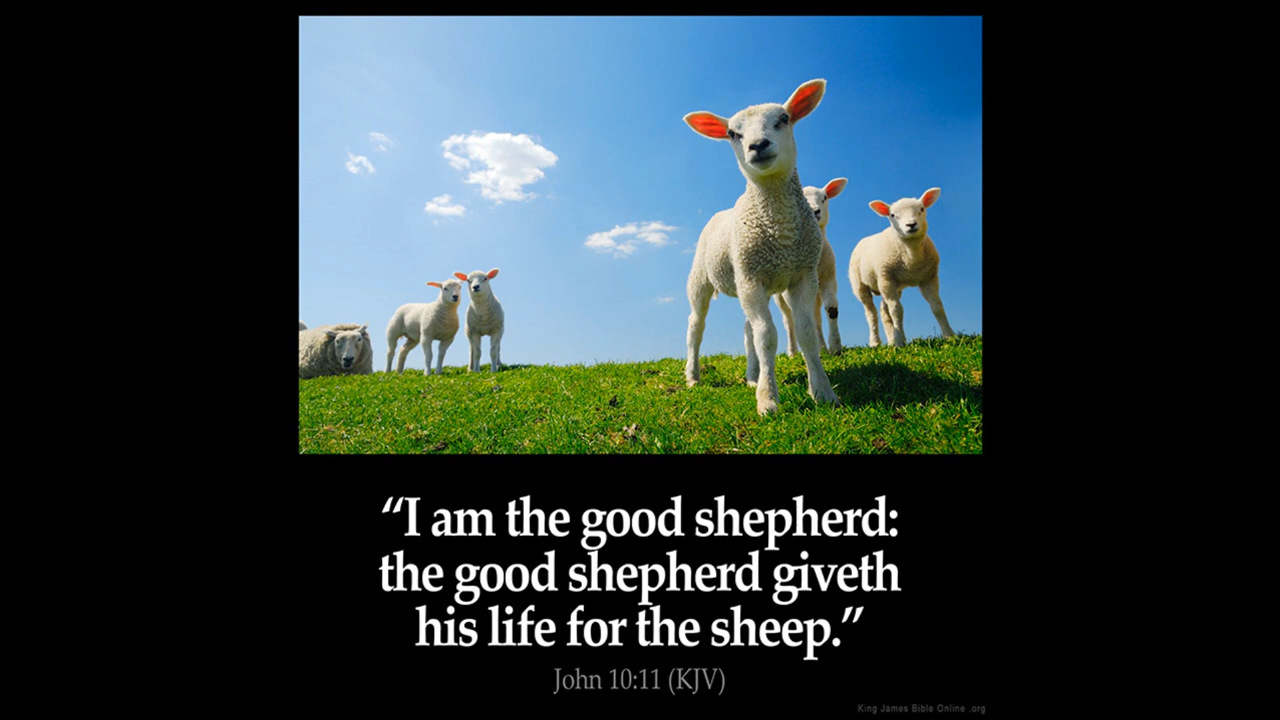 “I am the good shepherd:
the good shepherd giveth
his life for the sheep.”
John 10:11 (KJV)
King James Bible Online .org